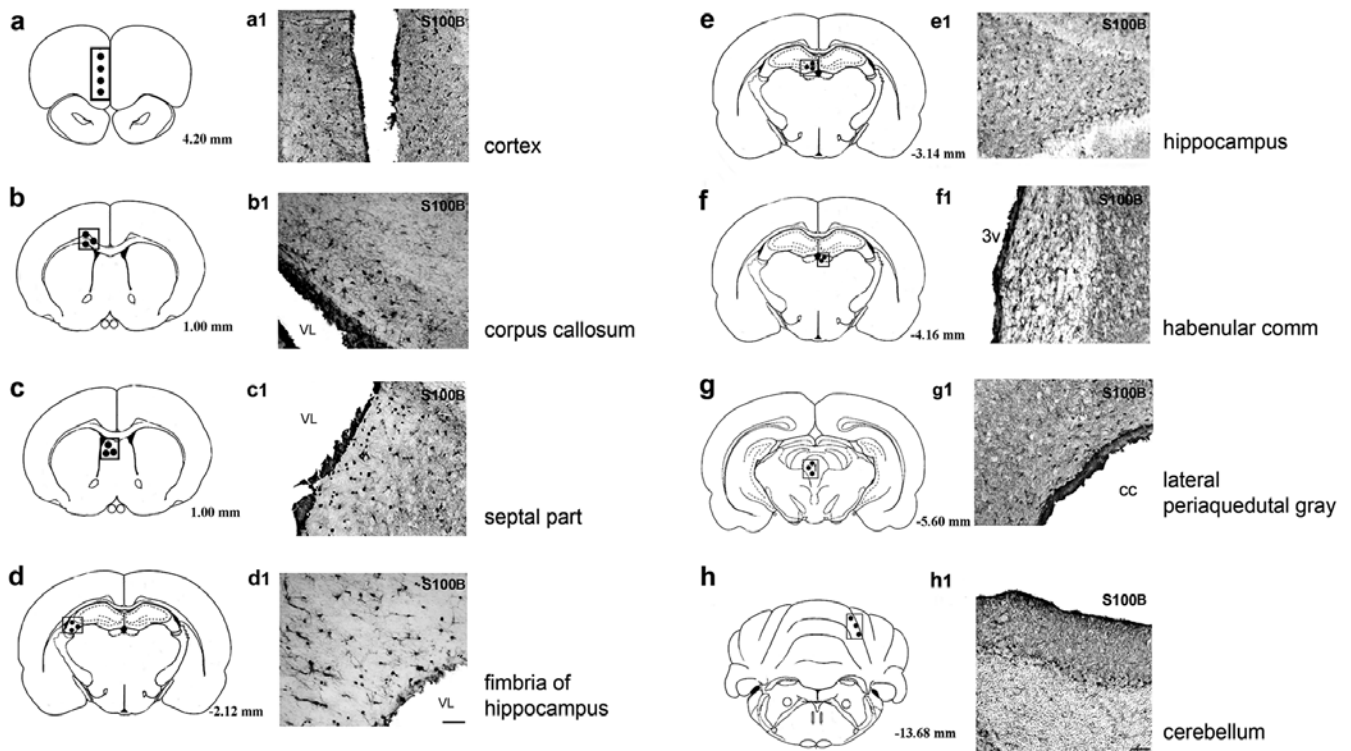 a
4.20 mm
a1
S100B
cortex
b
1.00 mm
b1
S100B
VL
corpus callosum
c
1.00 mm
c1
S100B
VL
septal part
d
-2.12 mm
d1
S100B
VL
fimbria of
hippocampus
e
-3.14 mm
e1
S100B
hippocampus
f
-4.16 mm
f1
S100B
3v
habenular comm
g
-5.60 mm
g1
S100B
cc
lateral
periaquedutal gray
h
-13.68 mm
h1
S100B
cerebellum